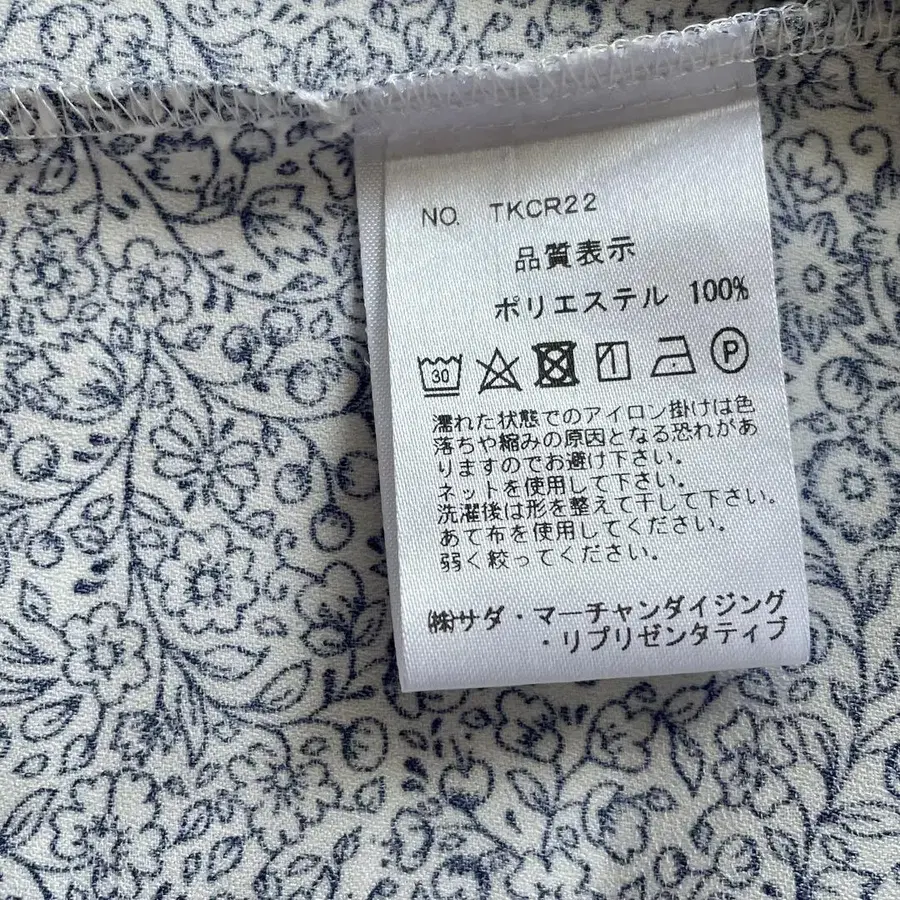 NO. TKCR22
品質表示
ポリエステル 100%
30 P
濡れた状態でのアイロン掛けは色
落ちや縮みの原因となる恐れがあ
りますのでお避け下さい。
ネットを使用して下さい。
洗濯後は形を整えて干して下さい。
あて布を使用してください。
弱く絞ってください。
㈱サダ・マーチャンダイジング
・リプリゼンタテイブ